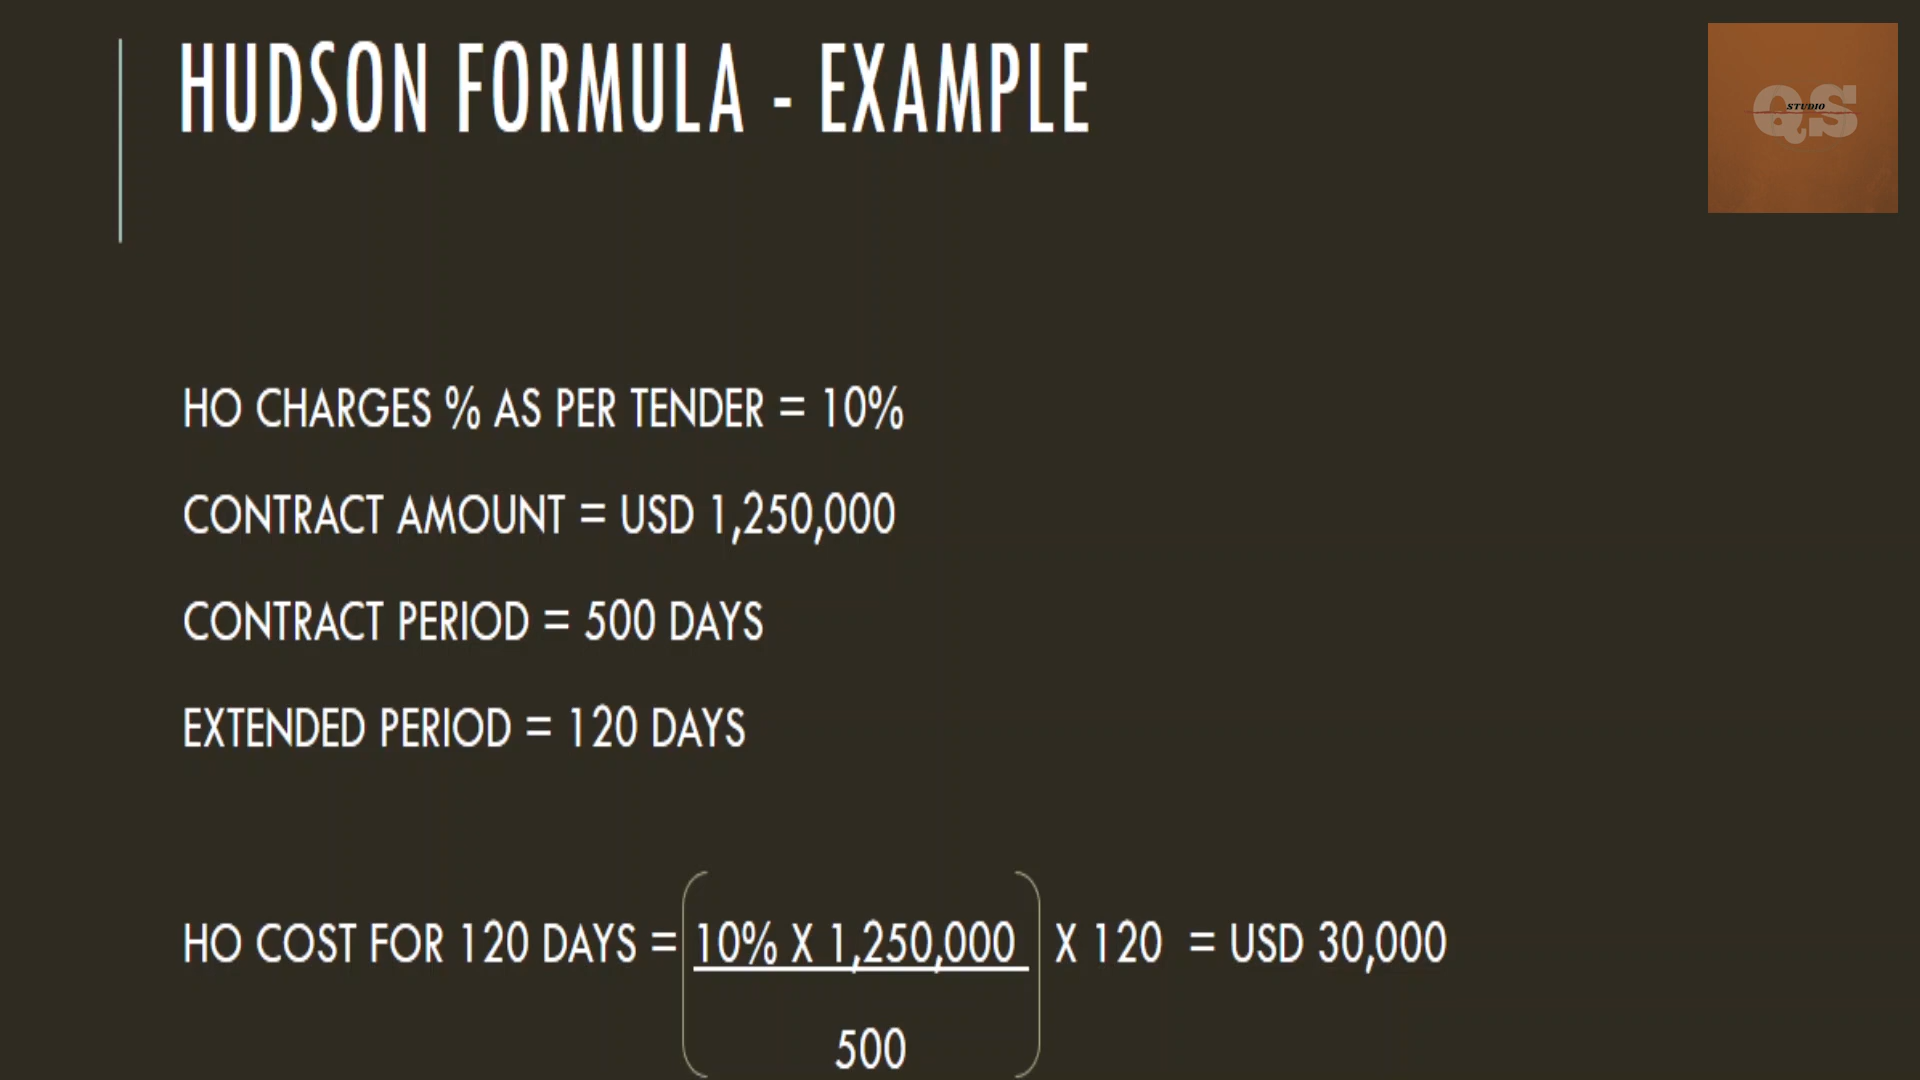 HUDSON FORMULA - EXAMPLE
QS
STUDIO
HO CHARGES % AS PER TENDER = 10%
CONTRACT AMOUNT = USD 1,250,000
CONTRACT PERIOD = 500 DAYS
EXTENDED PERIOD = 120 DAYS
HO COST FOR 120 DAYS = 10% X 1,250,000 X 120 = USD 30,000
500